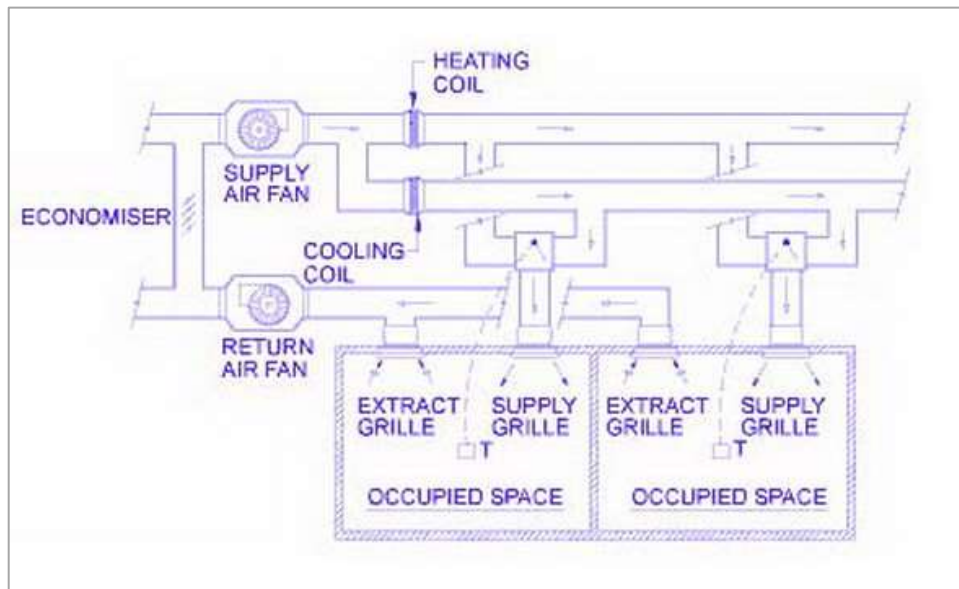 HEATING
COIL
SUPPLY
AIR FAN
ECONOMISER
COOLING
COIL
RETURN
AIR FAN
EXTRACT
GRILLE
SUPPLY
GRILLE
EXTRACT
GRILLE
SUPPLY
GRILLE
T
T
OCCUPIED SPACE
OCCUPIED SPACE